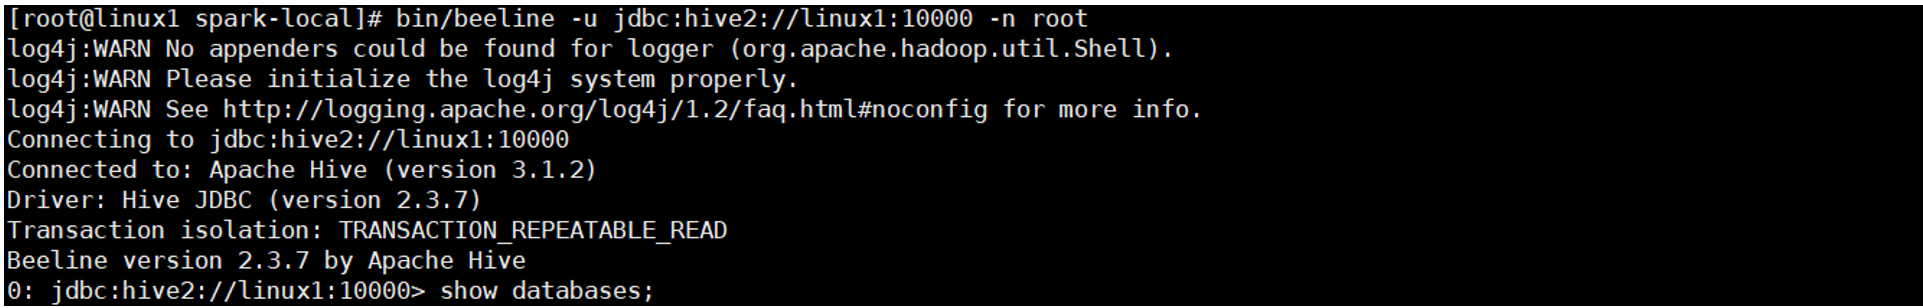 [root@linux1 spark-local]# bin/beeline -u jdbc:hive2://linux1:10000 -n root
log4j:WARN No appenders could be found for logger (org.apache.hadoop.util.Shell).
log4j:WARN Please initialize the log4j system properly.
log4j:WARN See http://logging.apache.org/log4j/1.2/faq.html#noconfig for more info.
Connecting to jdbc:hive2://linux1:10000
Connected to: Apache Hive (version 3.1.2)
Driver: Hive JDBC (version 2.3.7)
Transaction isolation: TRANSACTION_REPEATABLE_READ
Beeline version 2.3.7 by Apache Hive
0: jdbc:hive2://linux1:10000> show databases;